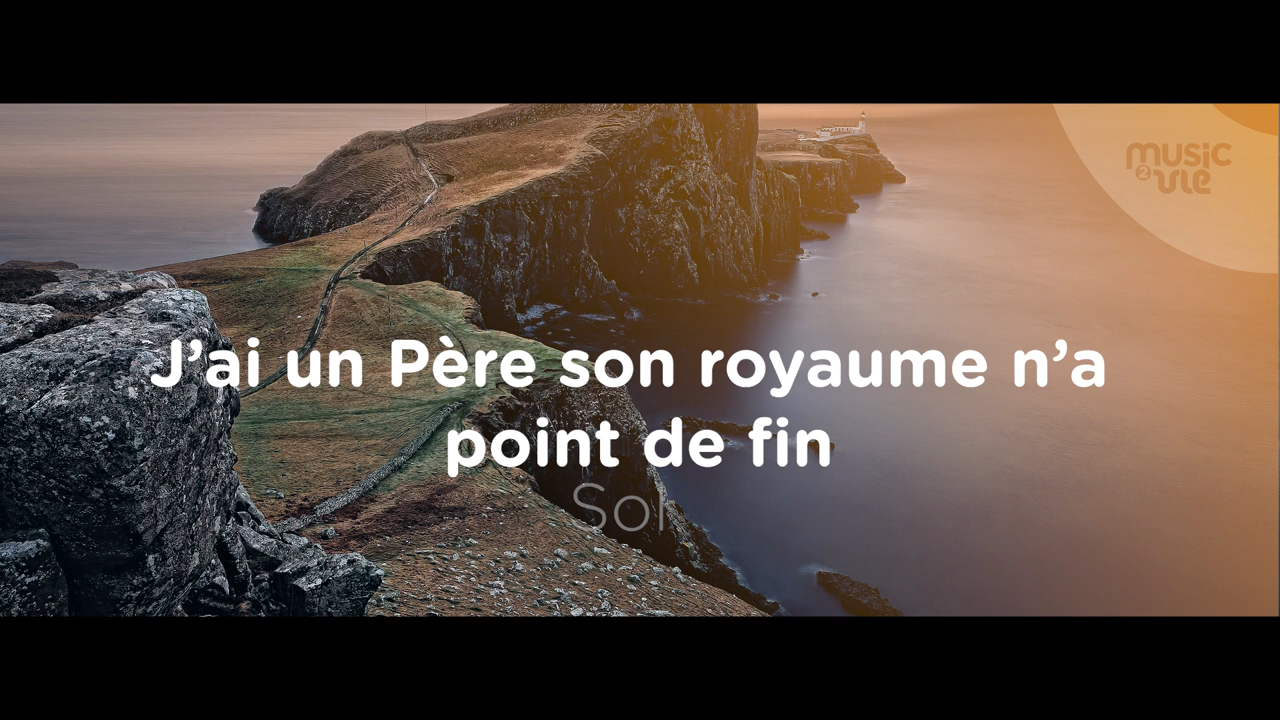 music
2 vie
J’ai un Père son royaume n’a
point de fin
Sol